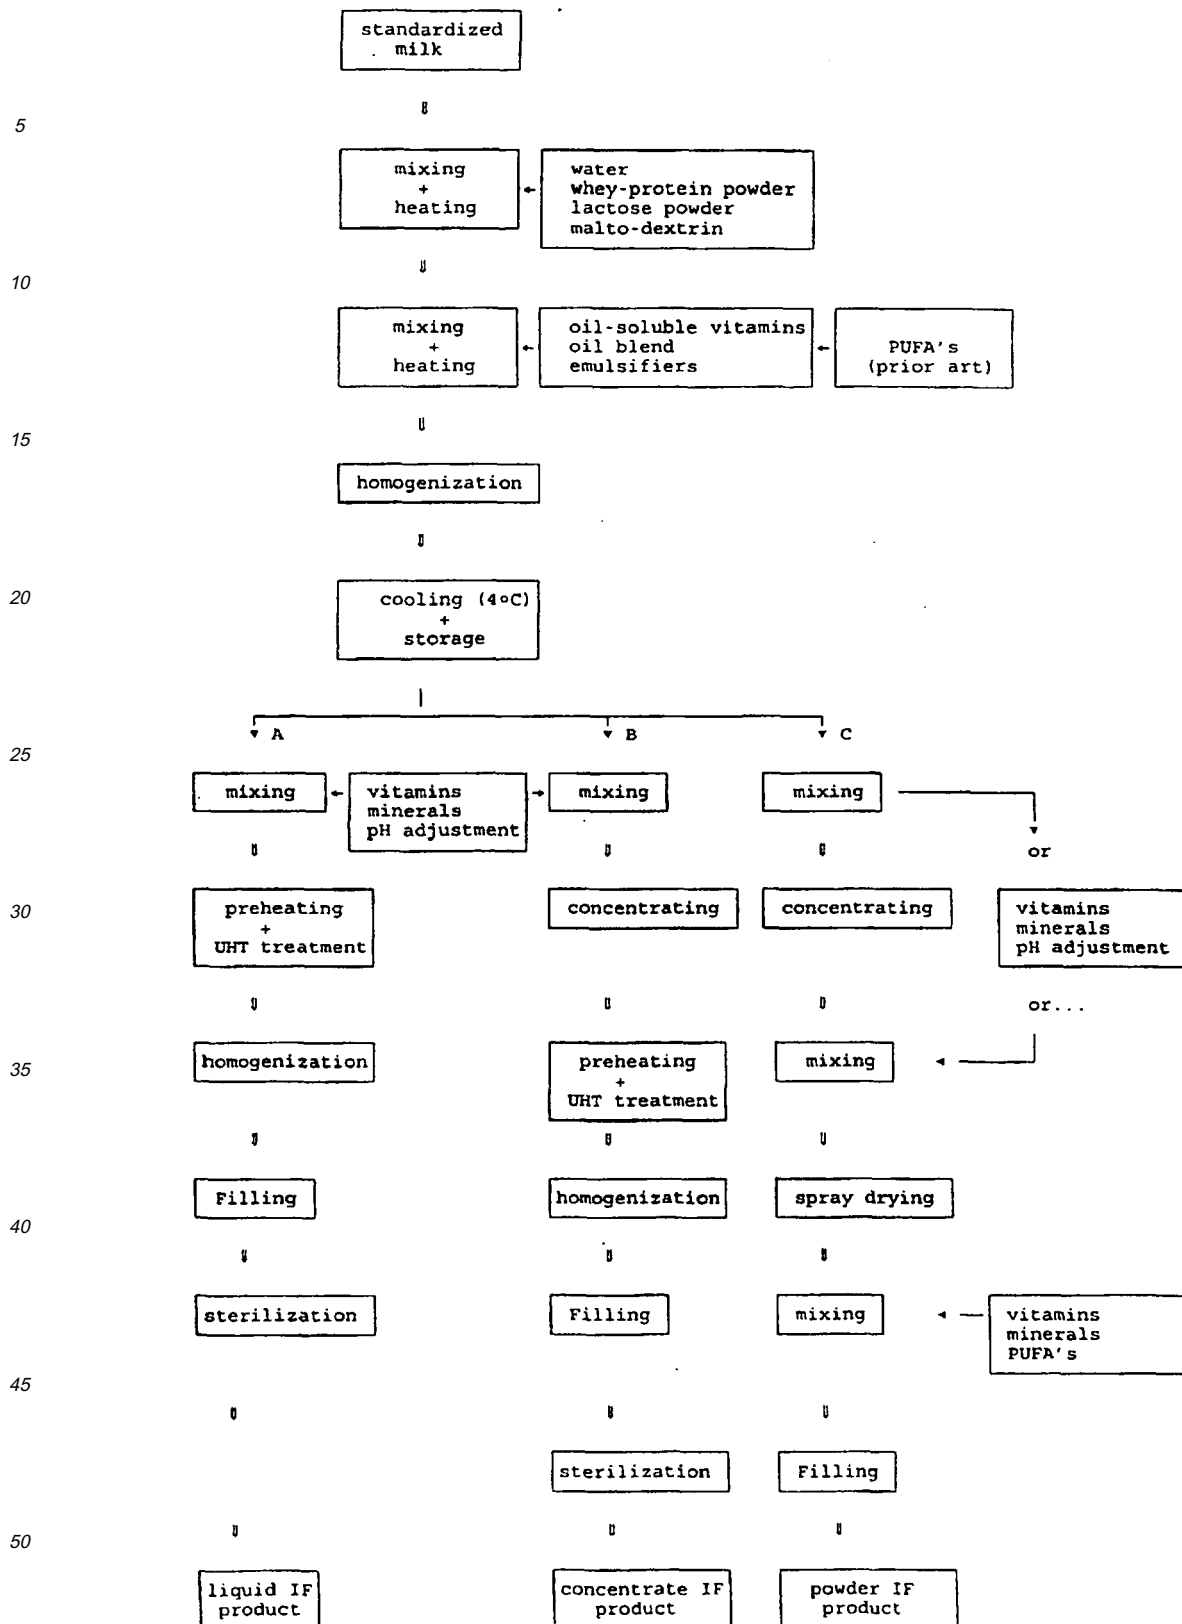 standardized
milk
5
mixing
+
heating
water
whey-protein powder
lactose powder
malto-dextrin
10
mixing
+
heating
oil-soluble vitamins
oil blend
emulsifiers
PUFA's
(prior art)
15
homogenization
20
cooling (4°C)
+
storage
A
B
C
25
mixing
vitamins
minerals
pH adjustment
mixing
mixing
or
30
preheating
+
UHT treatment
concentrating
concentrating
vitamins
minerals
pH adjustment
or...
35
homogenization
preheating
+
UHT treatment
mixing
Filling
homogenization
spray drying
40
sterilization
Filling
mixing
vitamins
minerals
PUFA's
45
sterilization
Filling
50
liquid IF
product
concentrate IF
product
powder IF
product